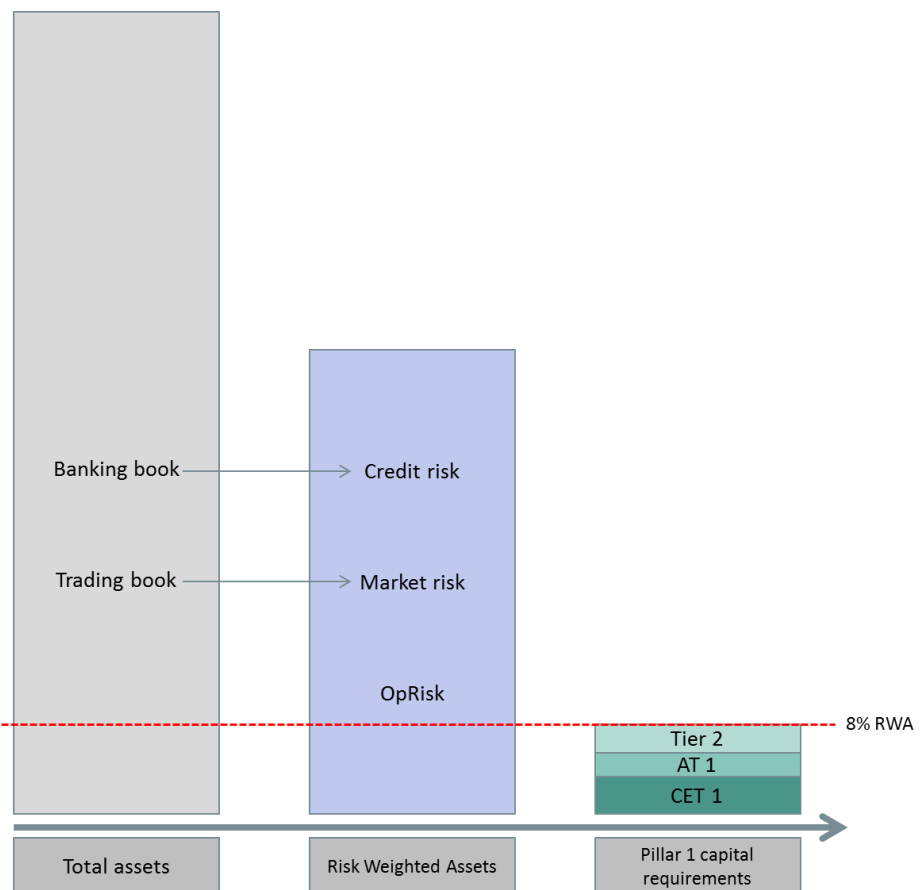 Banking book
Credit risk
Trading book
Market risk
OpRisk
8% RWA
Tier 2
AT 1
CET 1
Total assets
Risk Weighted Assets
Pillar 1 capital
requirements